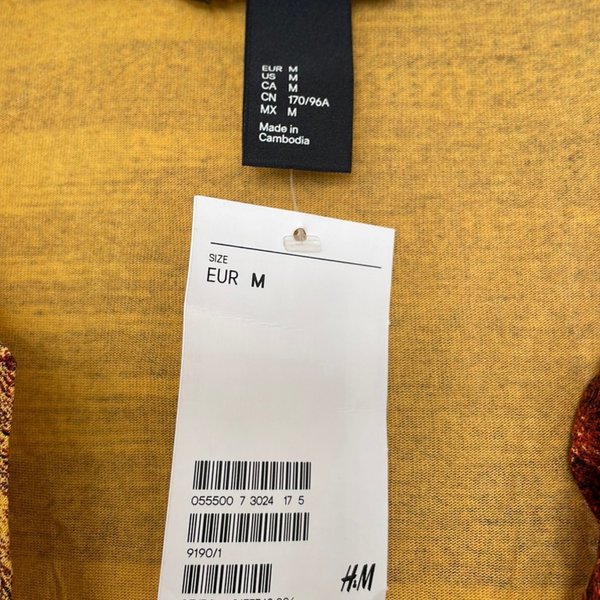 EUR M
US M
CA M
CN 170/96A
MX M
Made in
Cambodia
SIZE
EUR M
055500 7 3024 17 5
9190/1
H&M